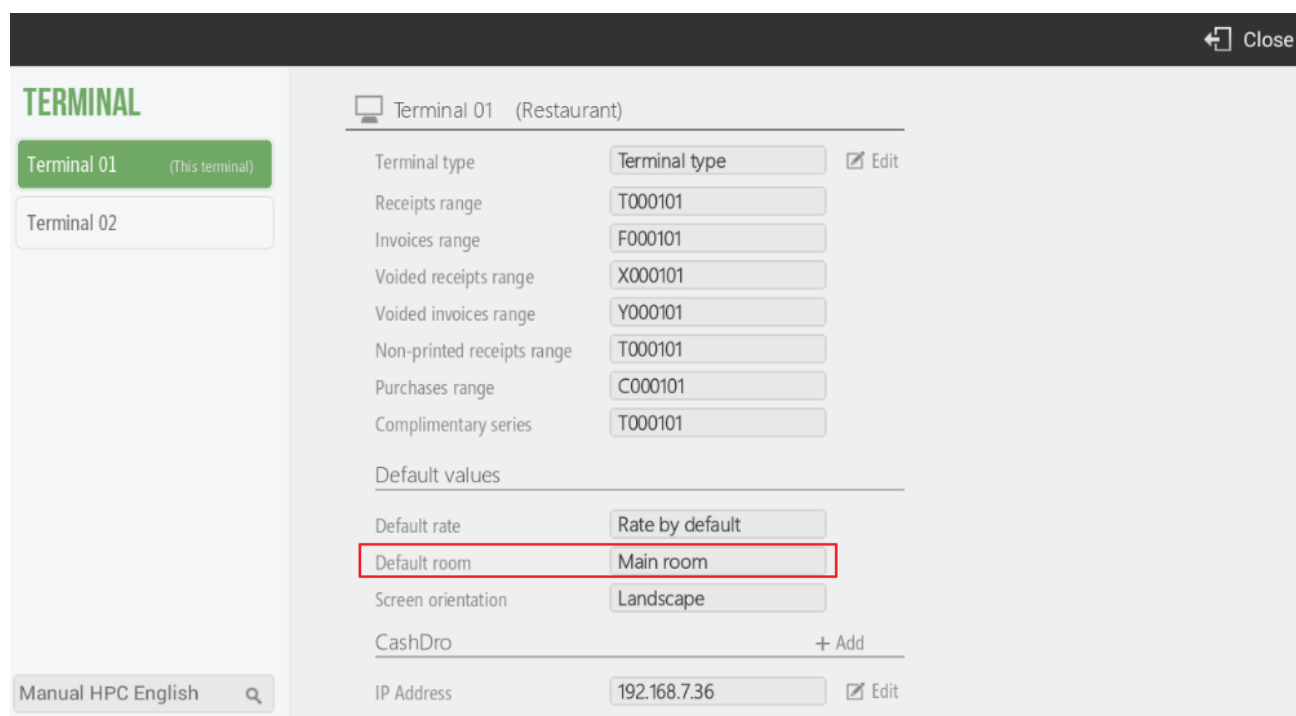 Close
TERMINAL
Terminal 01 (This terminal)
Terminal 02
Manual HPC English
Terminal 01 (Restaurant)
Terminal type Terminal type Edit
Receipts range T000101
Invoices range F000101
Voided receipts range X000101
Voided invoices range Y000101
Non-printed receipts range T000101
Purchases range C000101
Complimentary series T000101
Default values
Default rate Rate by default
Default room Main room
Screen orientation Landscape
CashDro + Add
IP Address 192.168.7.36 Edit